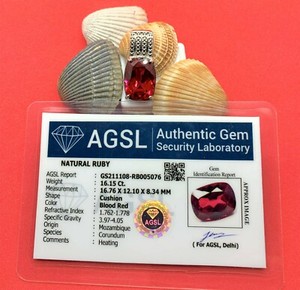 AGSL
Authentic Gem
Security Laboratory
NATURAL RUBY
AGSL Report : GS211108-RB005076
Weight : 16.15 Ct.
Measurement : 16.76 X 12.10 X 8.34 MM
Shape : Cushion
Color : Blood Red
Refractive Index : 1.762-1.778
Specific Gravity : 3.97-4.05
Origin : Mozambique
Species : Corundum
Comments : Heating
Gem
Identification Report
APPROX. IMAGE
( For AGSL, Delhi)